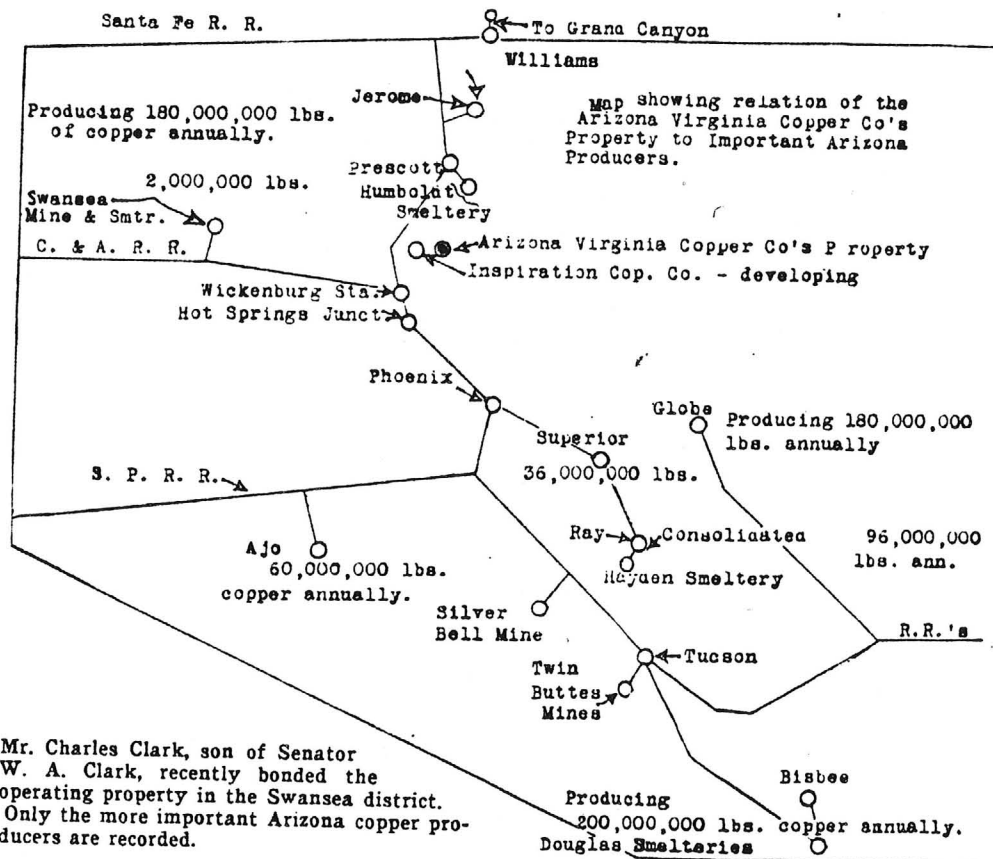 Santa Fe R. R.
To Grand Canyon
Williams
Jerome
Map showing relation of the
Arizona Virginia Copper Co's
Property to Important Arizona
Producers.
Producing 180,000,000 lbs.
of copper annually.
Prescott
Humboldt
Smeltery
2,000,000 lbs.
Swansea
Mine & Smtr.
C. & A. R. R.
Arizona Virginia Copper Co's P roperty
Inspiration Cop. Co. - developing
Wickenburg Sta.
Hot Springs Junct
Phoenix
Globe
Producing 180,000,000
lbs. annually
Superior
36,000,000 lbs.
S. P. R. R.
Ray
Consolidated
Hayden Smeltery
96,000,000
lbs. ann.
Ajo
60,000,000 lbs.
copper annually.
Silver
Bell Mine
R.R.'s
Tucson
Twin
Buttes
Mines
Mr. Charles Clark, son of Senator
W. A. Clark, recently bonded the
operating property in the Swansea district.
Only the more important Arizona copper pro-
ducers are recorded.
Bisbee
Producing
200,000,000 lbs. copper annually.
Douglas Smelteries